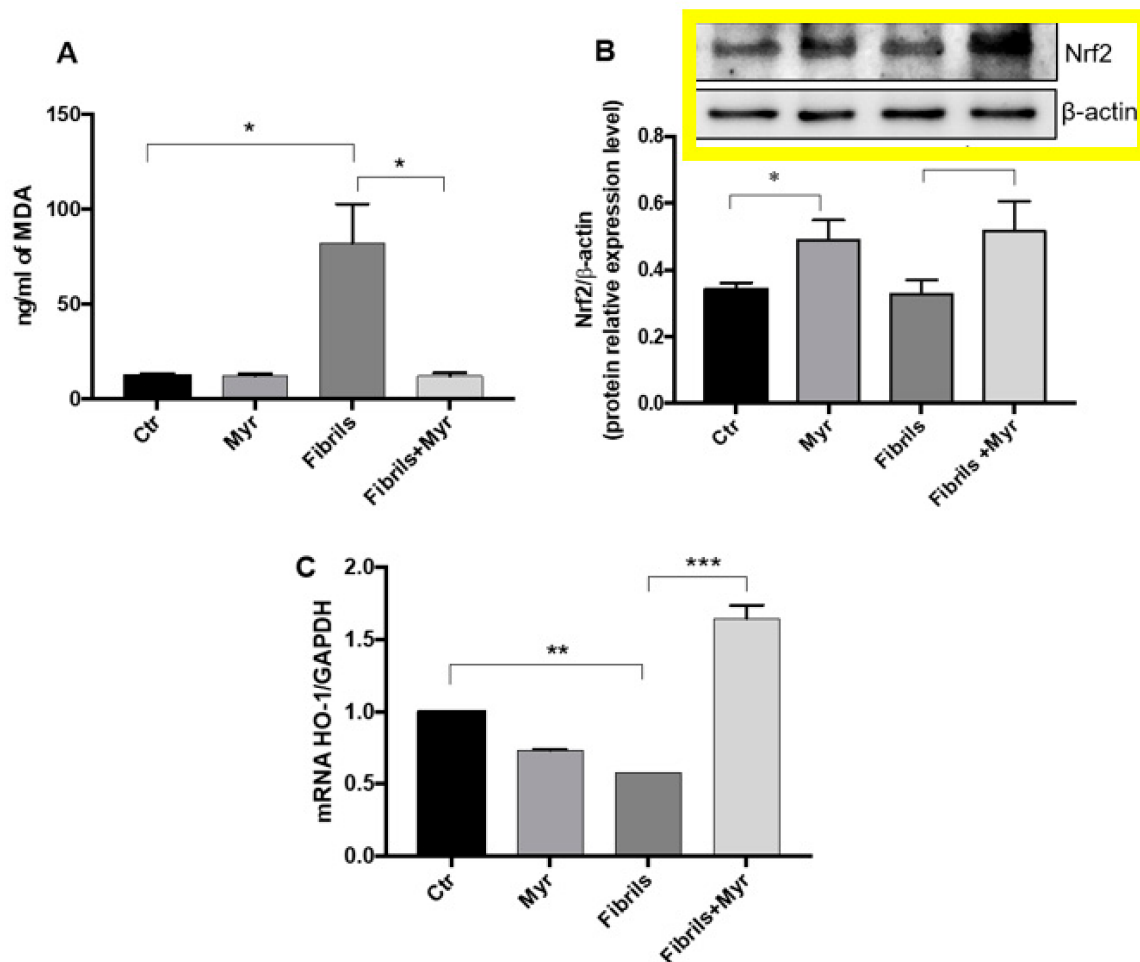 A
ng/ml of MDA
150
100
50
0
*
*
Ctr
Myr
Fibrils
Fibrils+Myr
B
Nrf2
β-actin
Nrf2/β-actin
(protein relative expression level)
0.8
0.6
0.4
0.2
0.0
*
Ctr
Myr
Fibrils
Fibrils +Myr
C
mRNA HO-1/GAPDH
2.0
1.5
1.0
0.5
0.0
**
***
Ctr
Myr
Fibrils
Fibrils+Myr